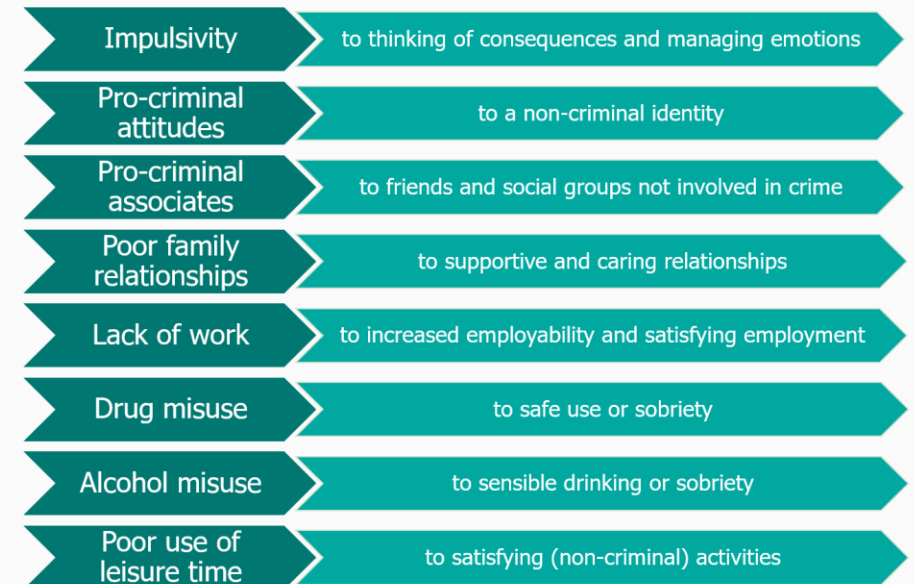 Impulsivity
to thinking of consequences and managing emotions
Pro-criminal
attitudes
to a non-criminal identity
Pro-criminal
associates
to friends and social groups not involved in crime
Poor family
relationships
to supportive and caring relationships
Lack of work
to increased employability and satisfying employment
Drug misuse
to safe use or sobriety
Alcohol misuse
to sensible drinking or sobriety
Poor use of
leisure time
to satisfying (non-criminal) activities